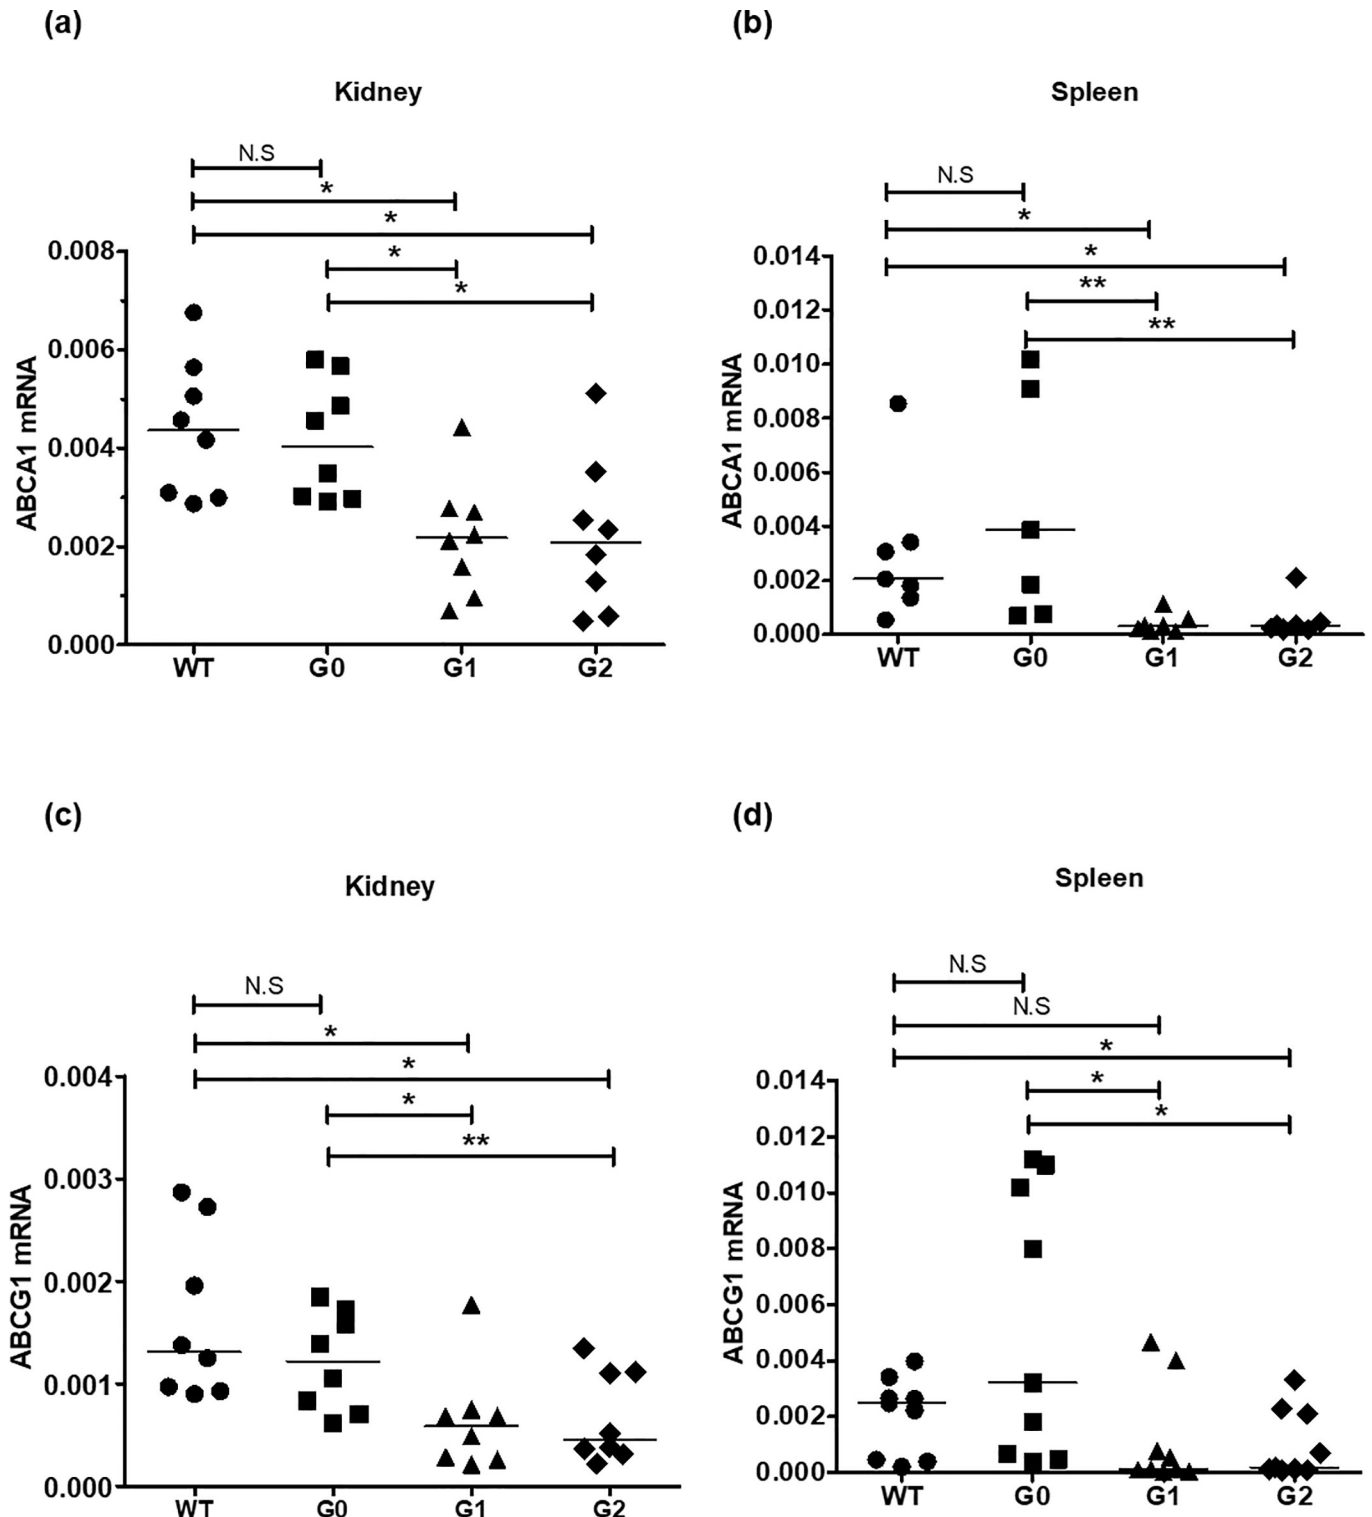 (a)
Kidney
N.S
*
*
*
*
0.008
0.006
0.004
0.002
0.000
ABCA1 mRNA
WT G0 G1 G2
(b)
Spleen
N.S
*
*
**
**
0.014
0.012
0.010
0.008
0.006
0.004
0.002
0.000
ABCA1 mRNA
WT G0 G1 G2
(c)
Kidney
N.S
*
*
*
**
0.004
0.003
0.002
0.001
0.000
ABCG1 mRNA
WT G0 G1 G2
(d)
Spleen
N.S
N.S
*
*
*
0.014
0.012
0.010
0.008
0.006
0.004
0.002
0.000
ABCG1 mRNA
WT G0 G1 G2